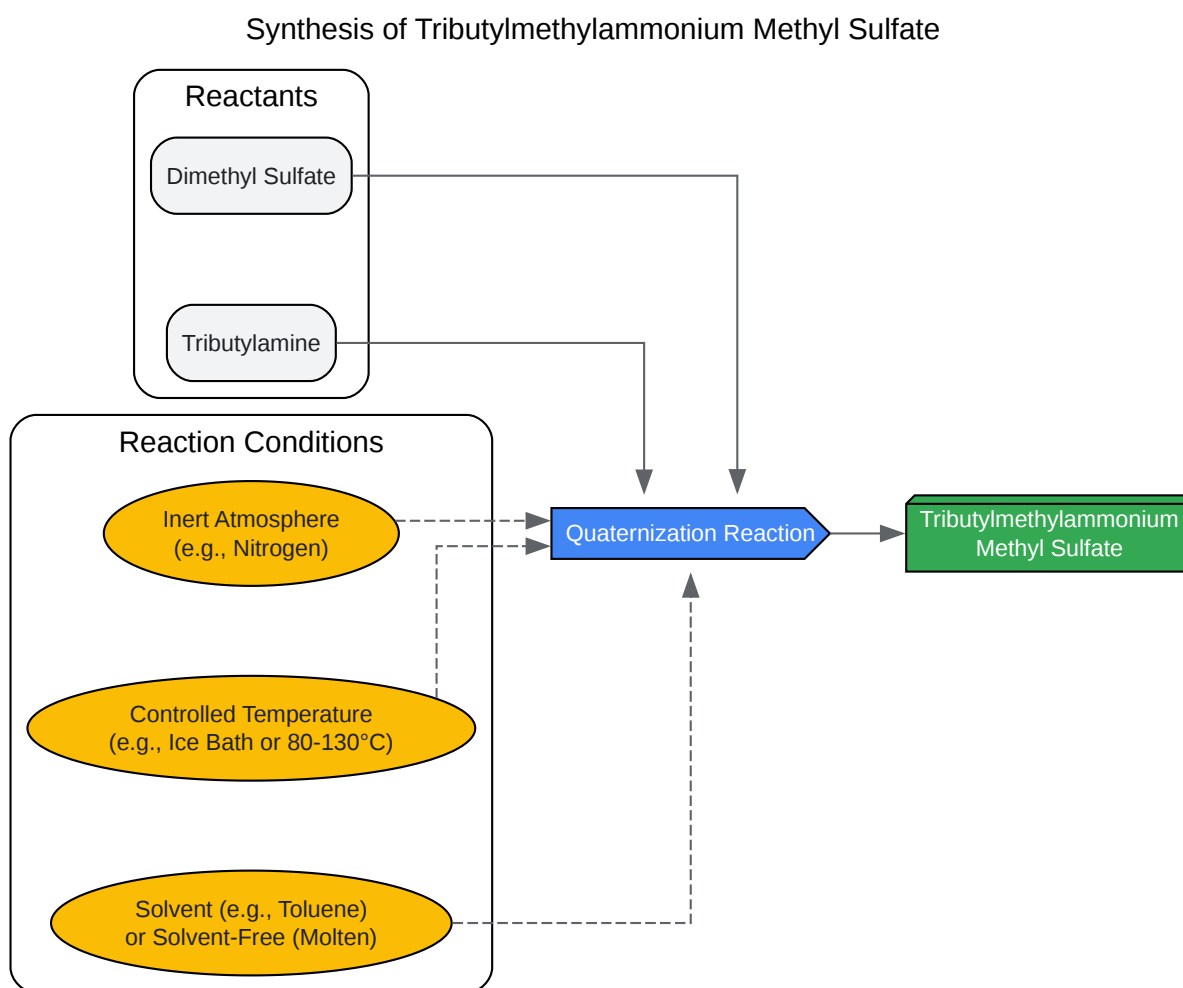 Synthesis of Tributylmethylammonium Methyl Sulfate
Reactants
Dimethyl Sulfate
Tributylamine
Reaction Conditions
Inert Atmosphere
(e.g., Nitrogen)
Controlled Temperature
(e.g., Ice Bath or 80-130°C)
Solvent (e.g., Toluene)
or Solvent-Free (Molten)
Quaternization Reaction
Tributylmethylammonium
Methyl Sulfate